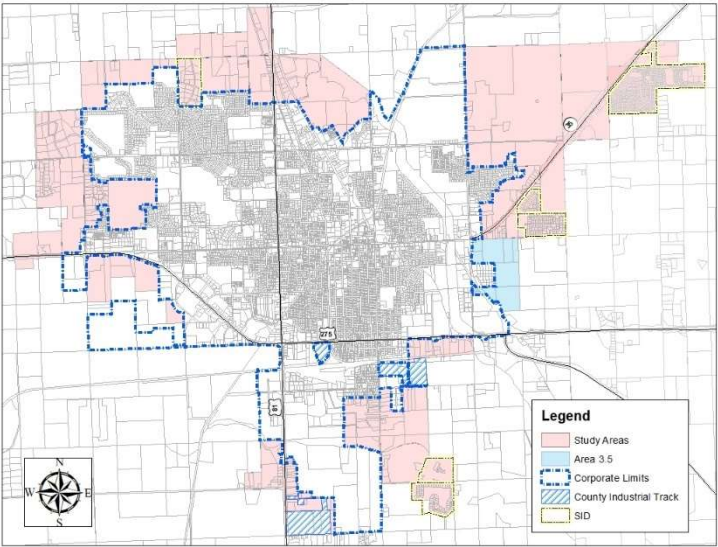 275
81
N
W E
S
Legend
Study Areas
Area 3.5
Corporate Limits
County Industrial Track
SID